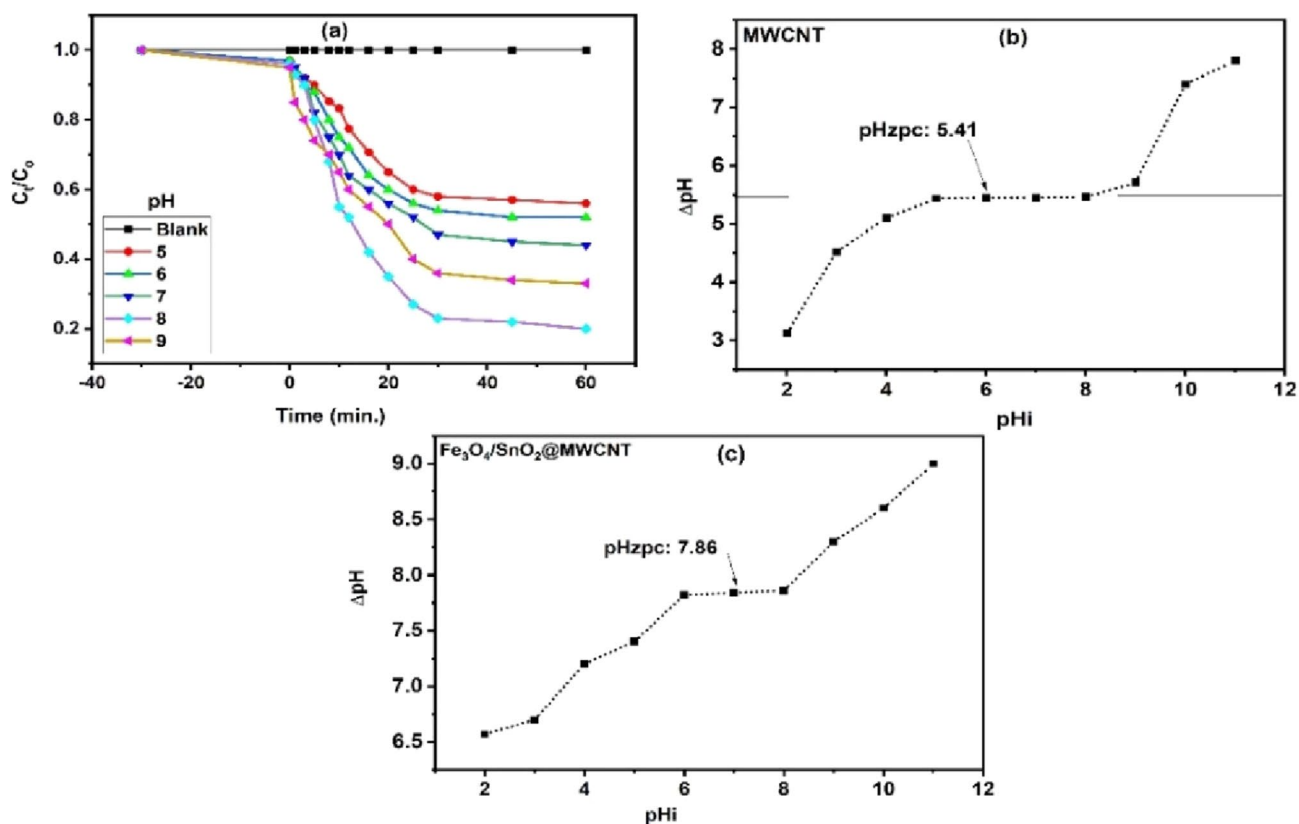 (a)
1.0
0.8
0.6
0.4
0.2
Cₜ/Cₒ
pH
Blank
5
6
7
8
9
-40 -20 0 20 40 60
Time (min.)
MWCNT (b)
8
7
6
5
4
3
ΔpH
pHzpc: 5.41
2 4 6 8 10 12
pHi
Fe₃O₄/SnO₂@MWCNT (c)
9.0
8.5
8.0
7.5
7.0
6.5
ΔpH
pHzpc: 7.86
2 4 6 8 10 12
pHi